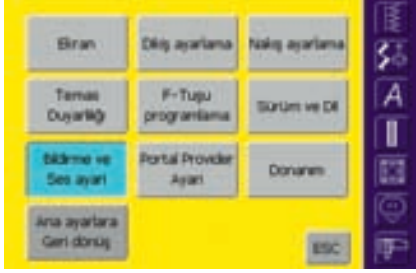 Ekran
Dikiş ayarlama
Nakış ayarlama
Temas
Duyarlılığı
F-Tuşu
programlama
Sürüm ve Dil
Bildirme ve
Ses ayarı
Portal Provider
Ayarı
Donanım
Ana ayarlara
Geri dönüş
ESC
A